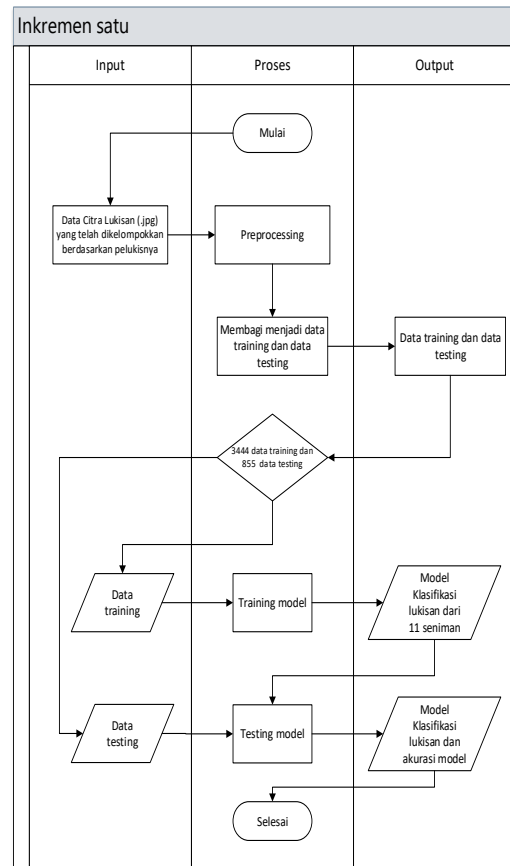 Inkremen satu
Input
Proses
Output
Mulai
Data Citra Lukisan (.jpg)
yang telah dikelompokkan
berdasarkan pelukisnya
Preprocessing
Membagi menjadi data
training dan data
testing
Data training dan data
testing
3444 data training dan
855 data testing
Data
training
Training model
Model
Klasifikasi
lukisan dari
11 seniman
Data
testing
Testing model
Model
Klasifikasi
lukisan dan
akurasi model
Selesai